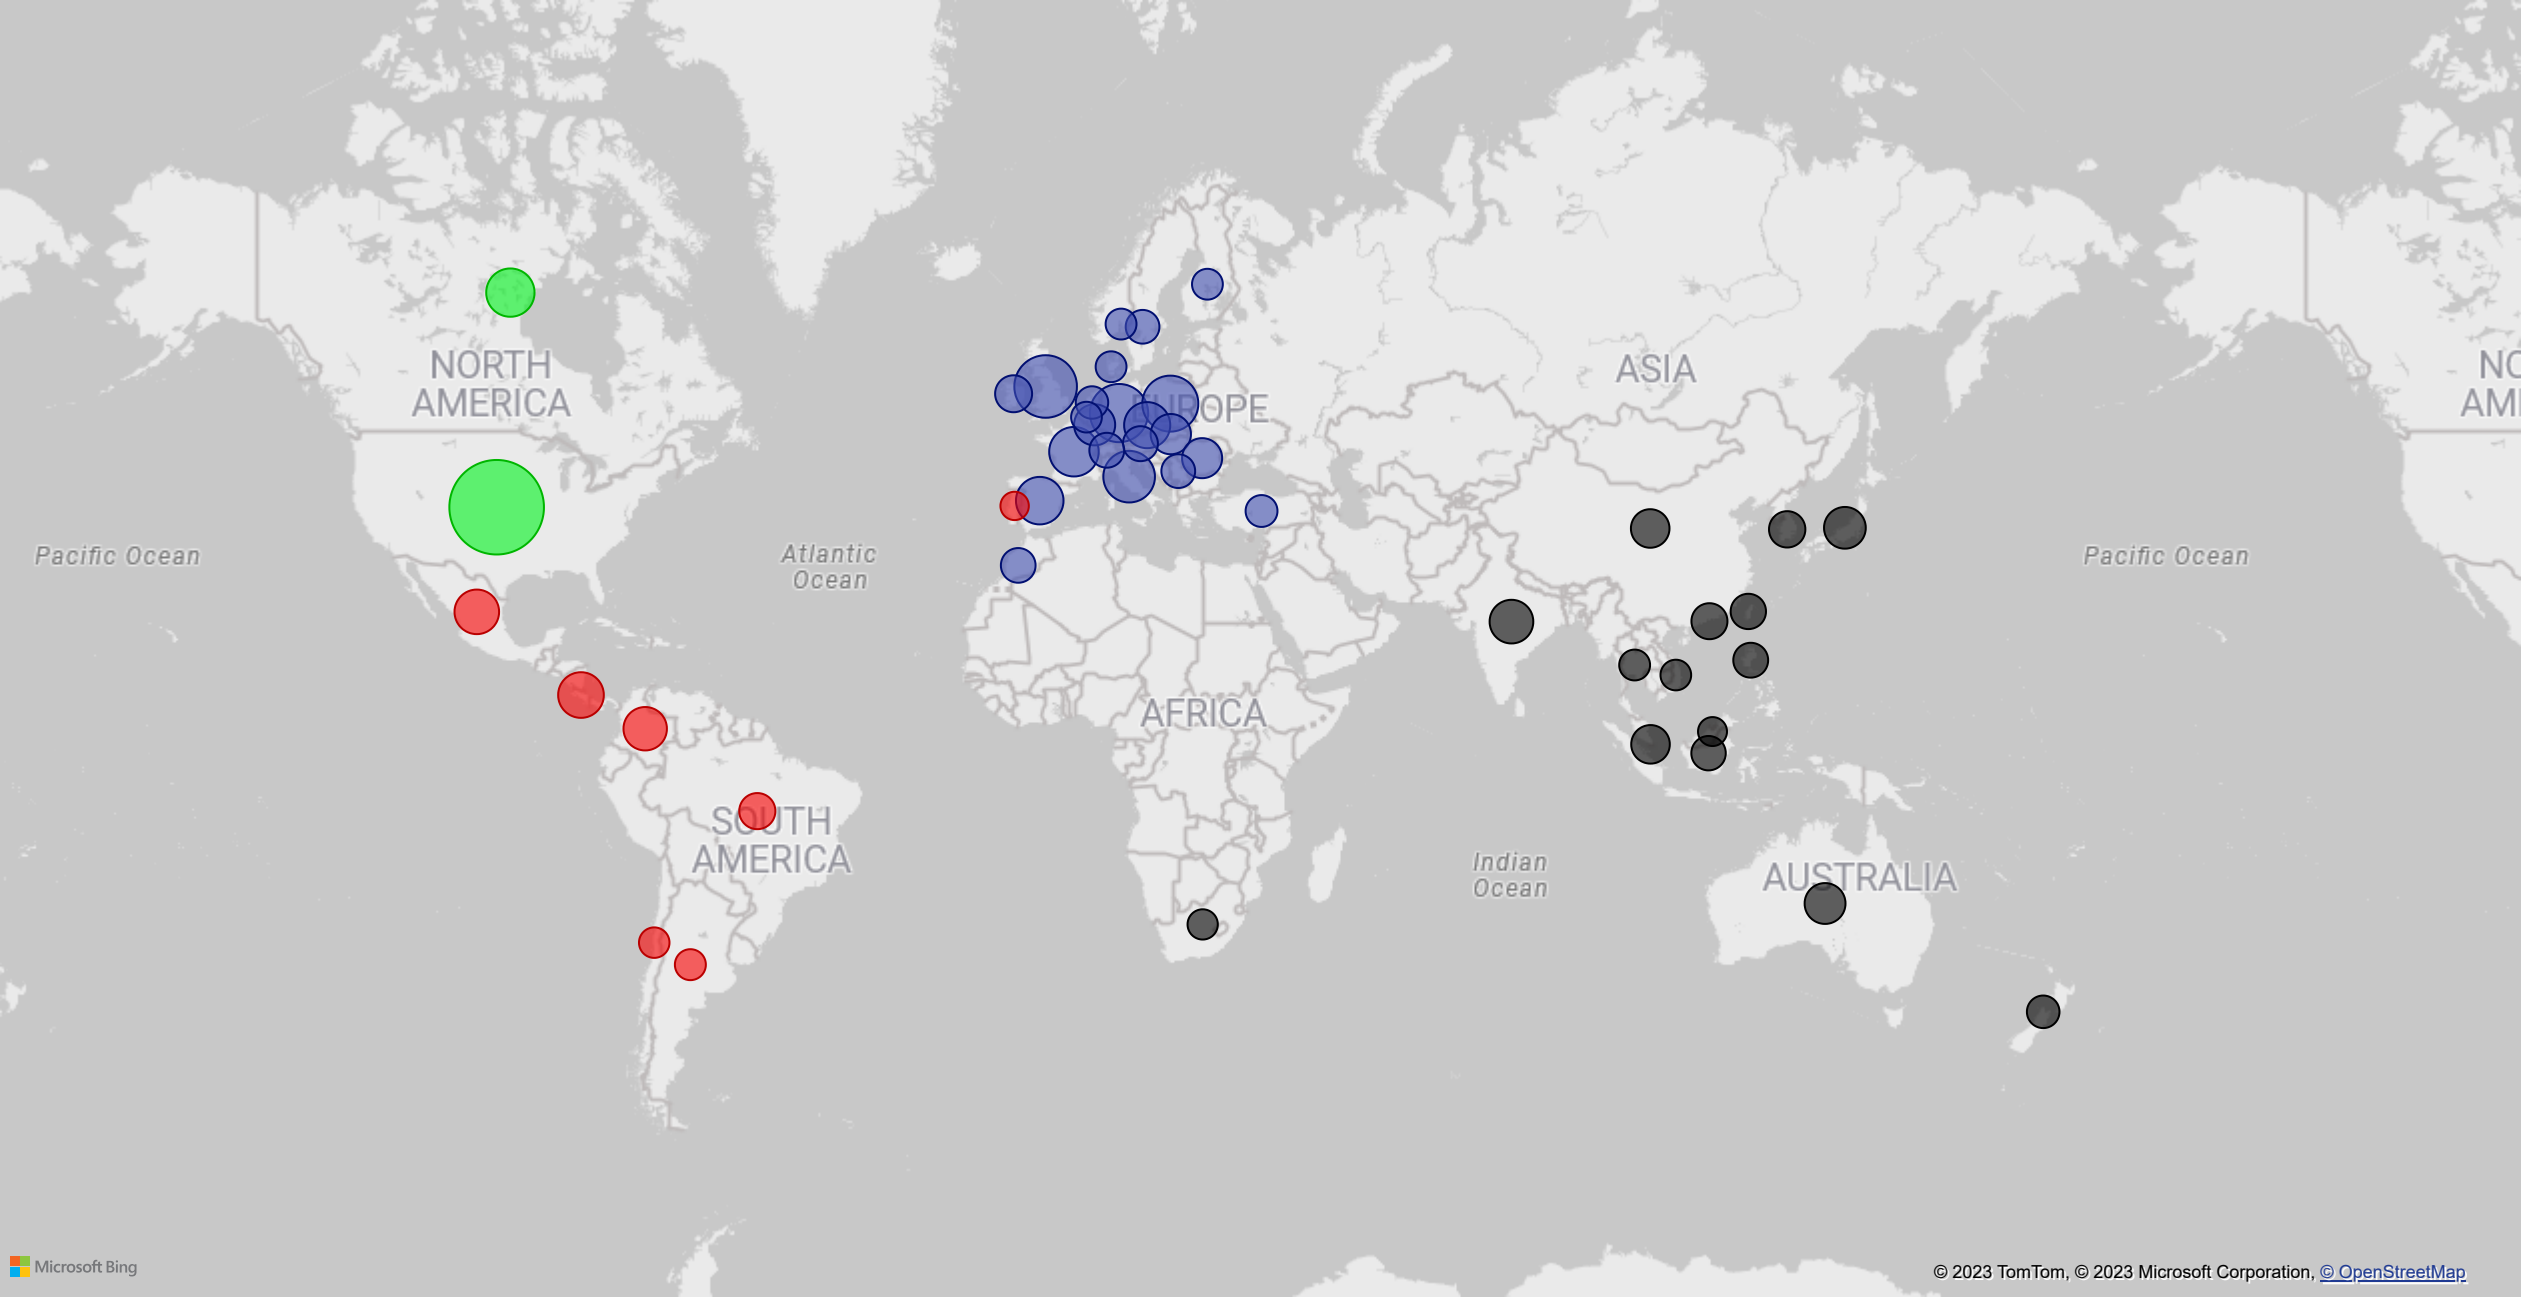 NORTH
AMERICA
ASIA
EUROPE
NO
AM
Pacific Ocean
Atlantic
Ocean
Pacific Ocean
AFRICA
SOUTH
AMERICA
Indian
Ocean
AUSTRALIA
Microsoft Bing
© 2023 TomTom, © 2023 Microsoft Corporation, © OpenStreetMap